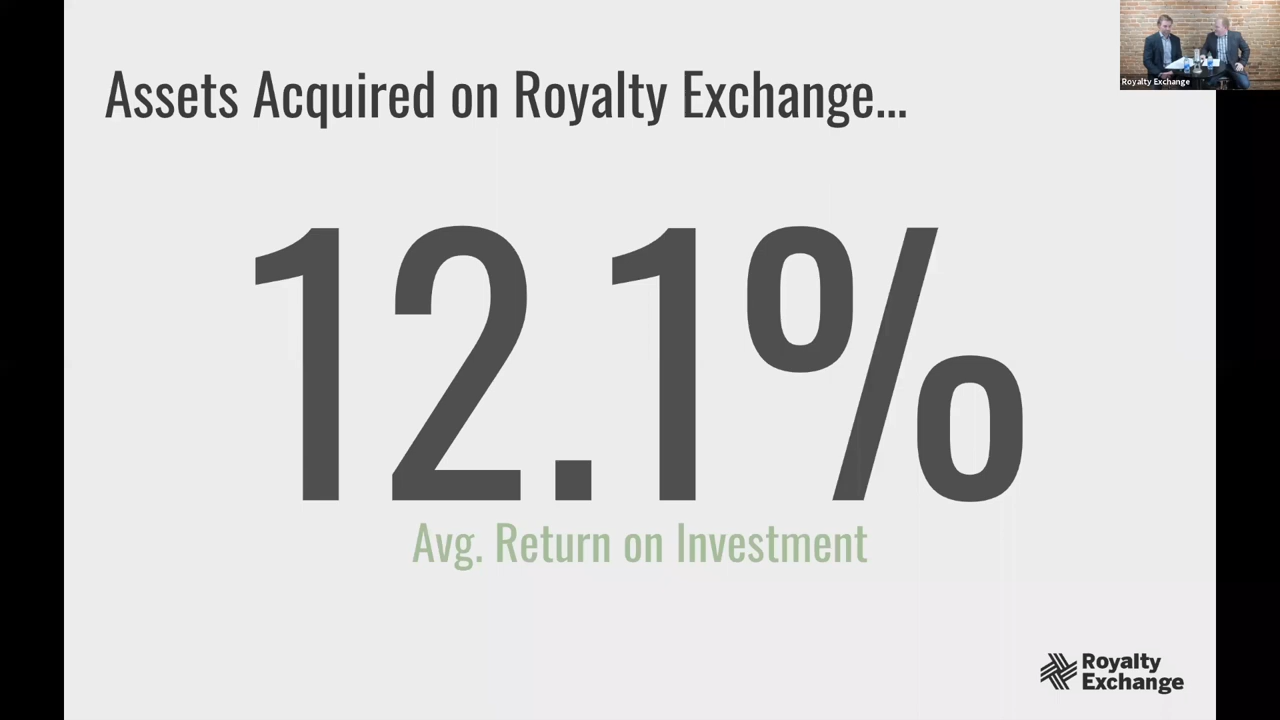 Royalty Exchange
Assets Acquired on Royalty Exchange...
12.1%
Avg. Return on Investment
Royalty
Exchange